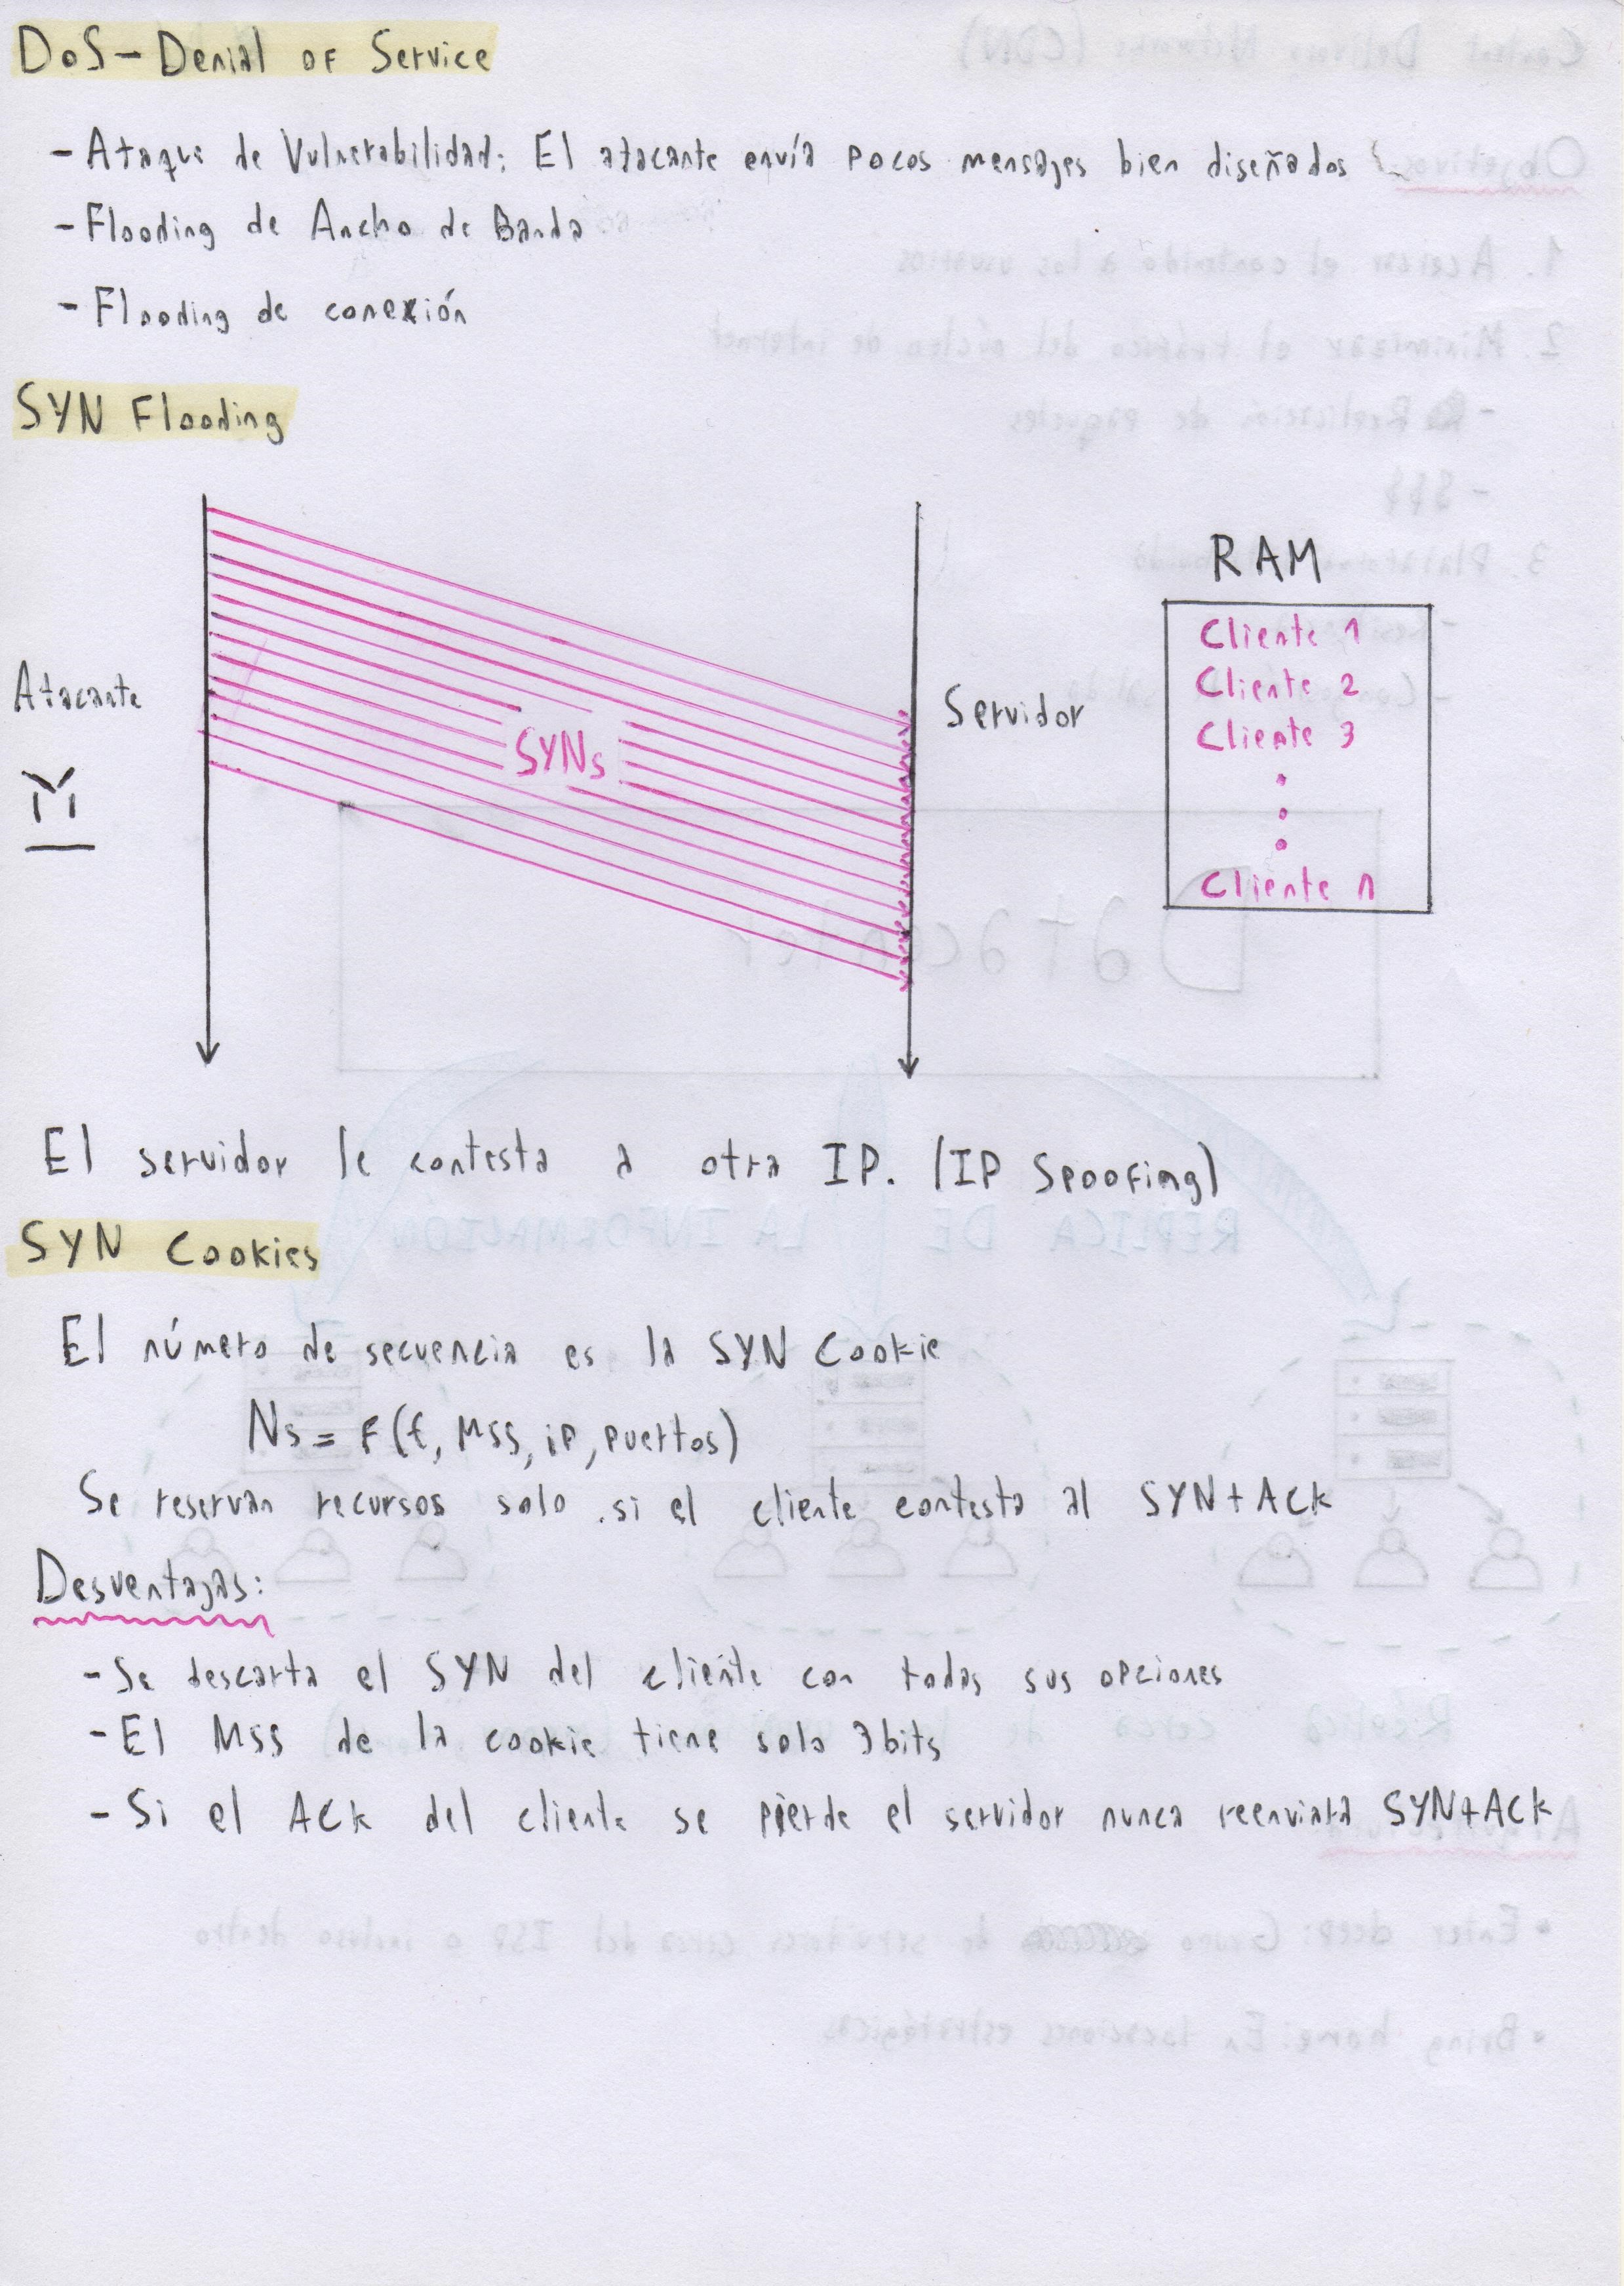 DoS - Denial of Service
- Ataque de Vulnerabilidad: El atacante envía pocos mensajes bien diseñados
- Flooding de Ancho de Banda
- Flooding de conexión
SYN Flooding
RAM
Cliente 1
Cliente 2
Cliente 3
Cliente n
Atacante
SYNs
Servidor
El servidor le contesta a otra IP. (IP Spoofing)
SYN Cookies
El número de secuencia es la SYN Cookie
Ns = F(t, MSS, iP, puertos)
Se reservan recursos solo si el cliente contesta al SYN+ACK
Desventajas:
- Se descarta el SYN del cliente con todas sus opciones
- El MSS de la cookie tiene solo 3bits
- Si el ACK del cliente se pierde el servidor nunca reenviará SYN+ACK